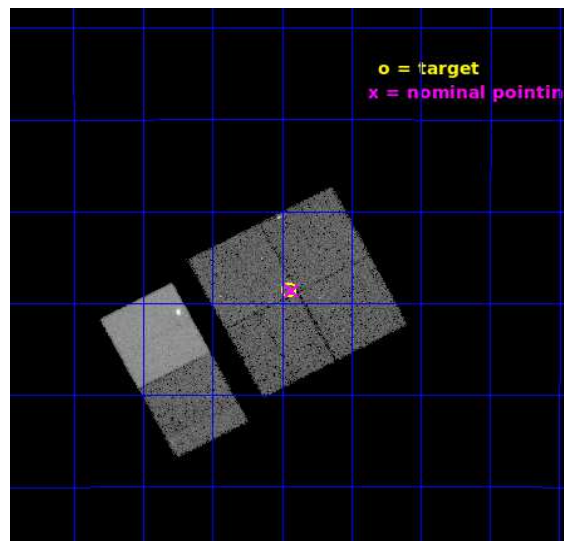 o = target
x = nominal pointin